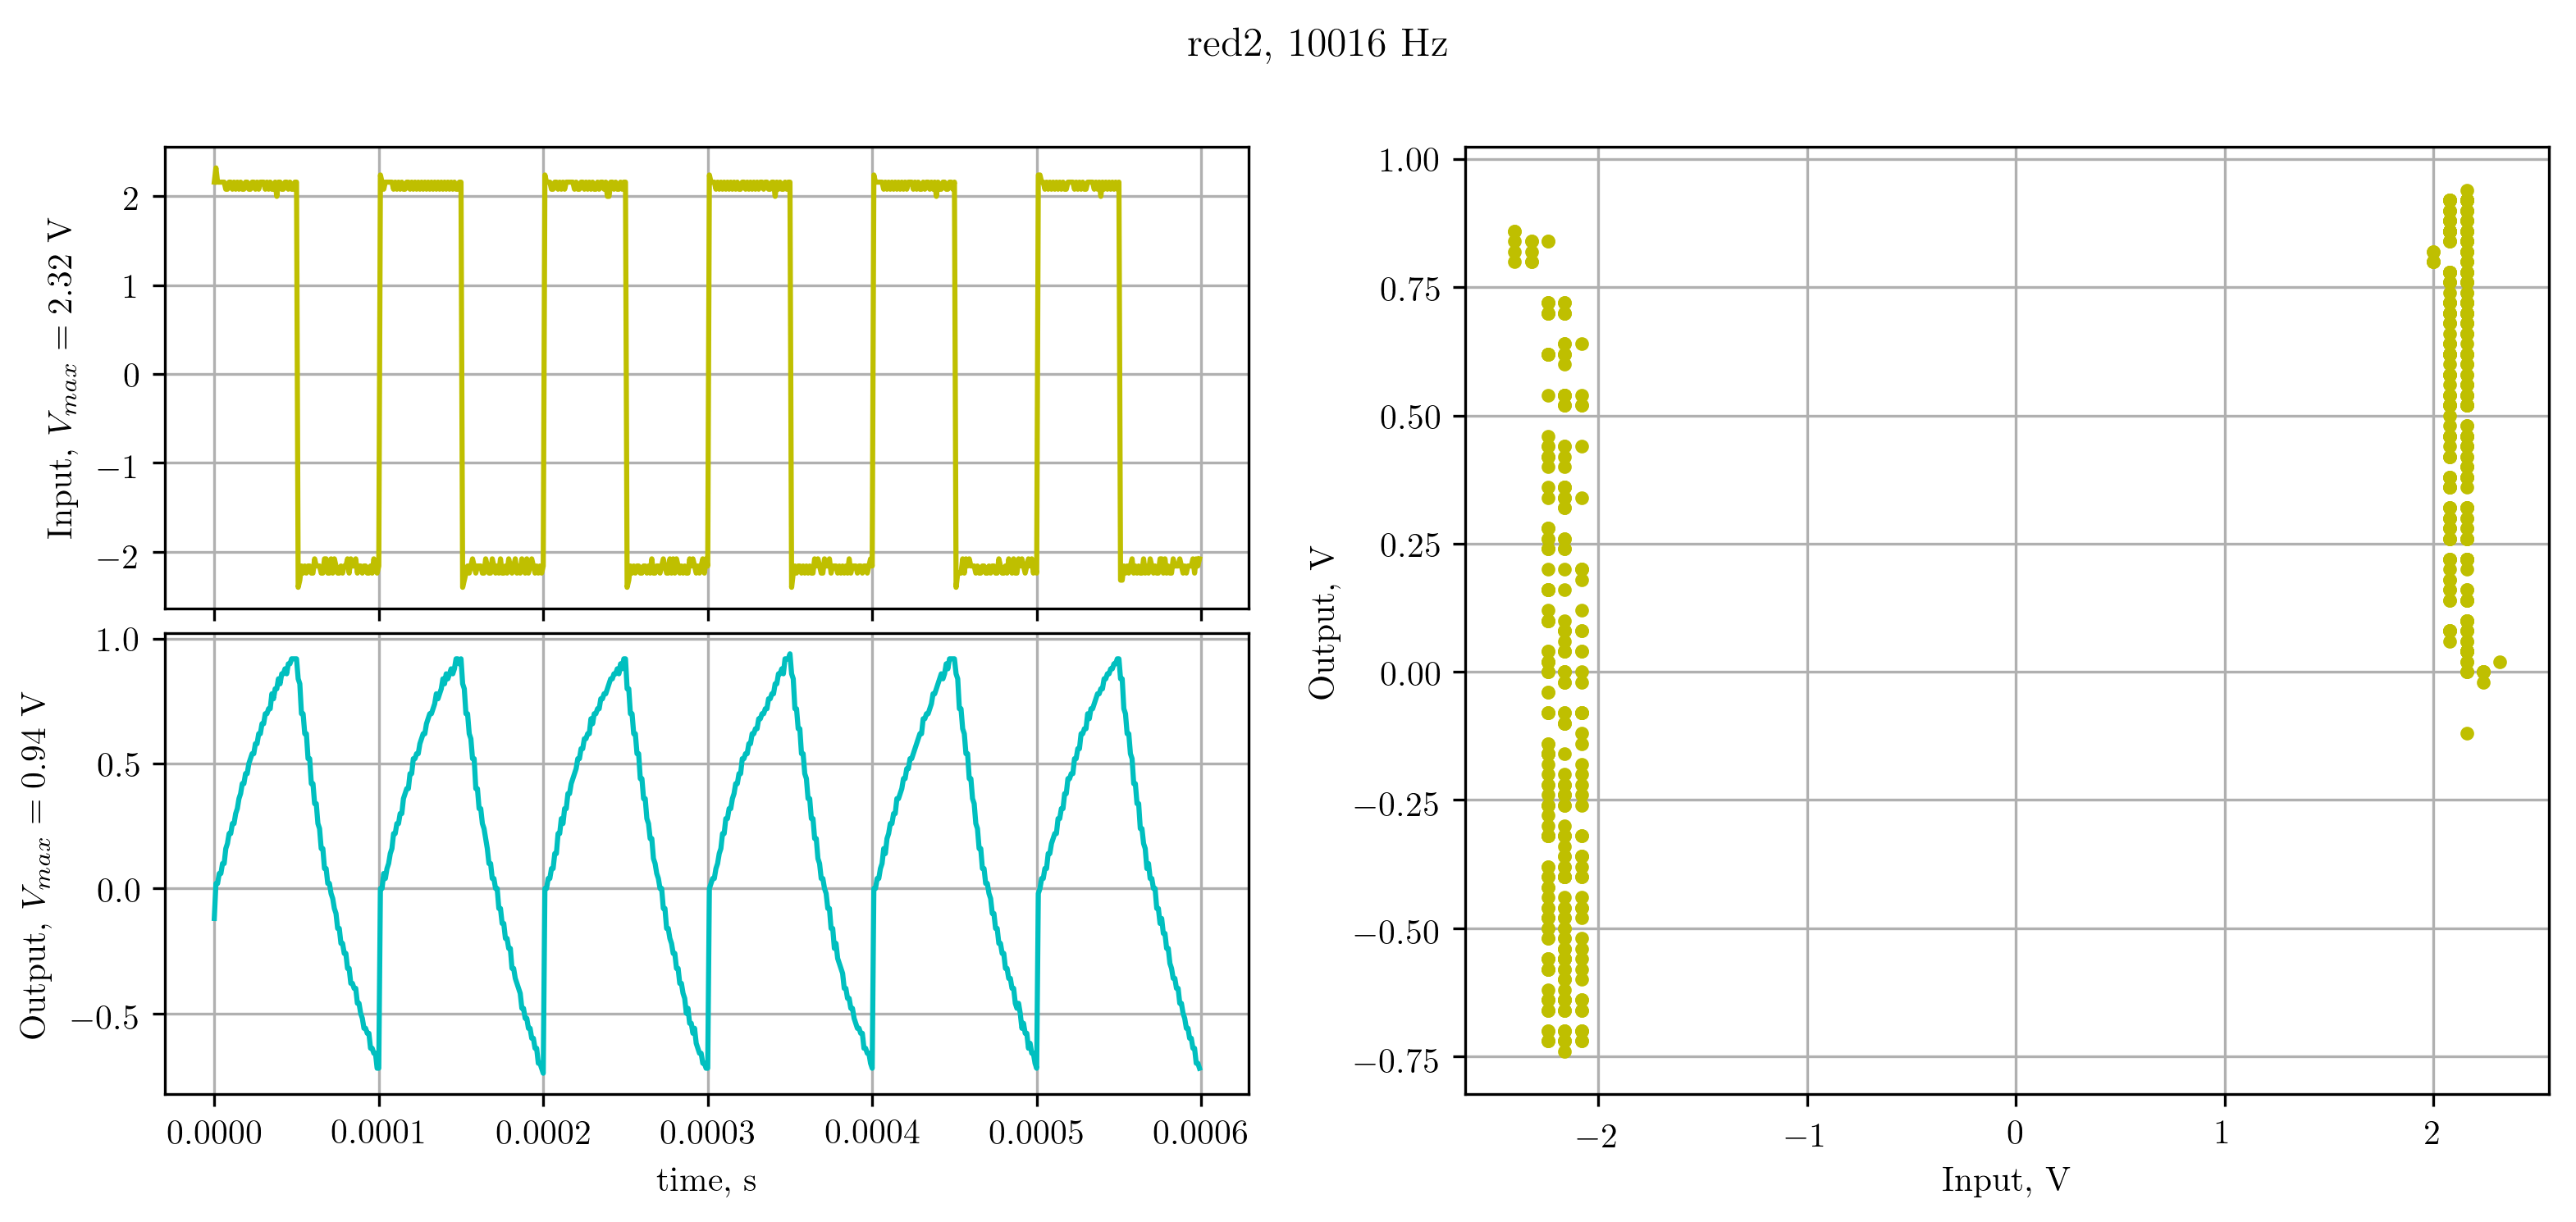 red2, 10016 Hz
Input, V_max = 2.32 V
2
1
0
−1
−2
Output, V_max = 0.94 V
1.0
0.5
0.0
−0.5
0.0000 0.0001 0.0002 0.0003 0.0004 0.0005 0.0006
time, s
Output, V
1.00
0.75
0.50
0.25
0.00
−0.25
−0.50
−0.75
−2 −1 0 1 2
Input, V